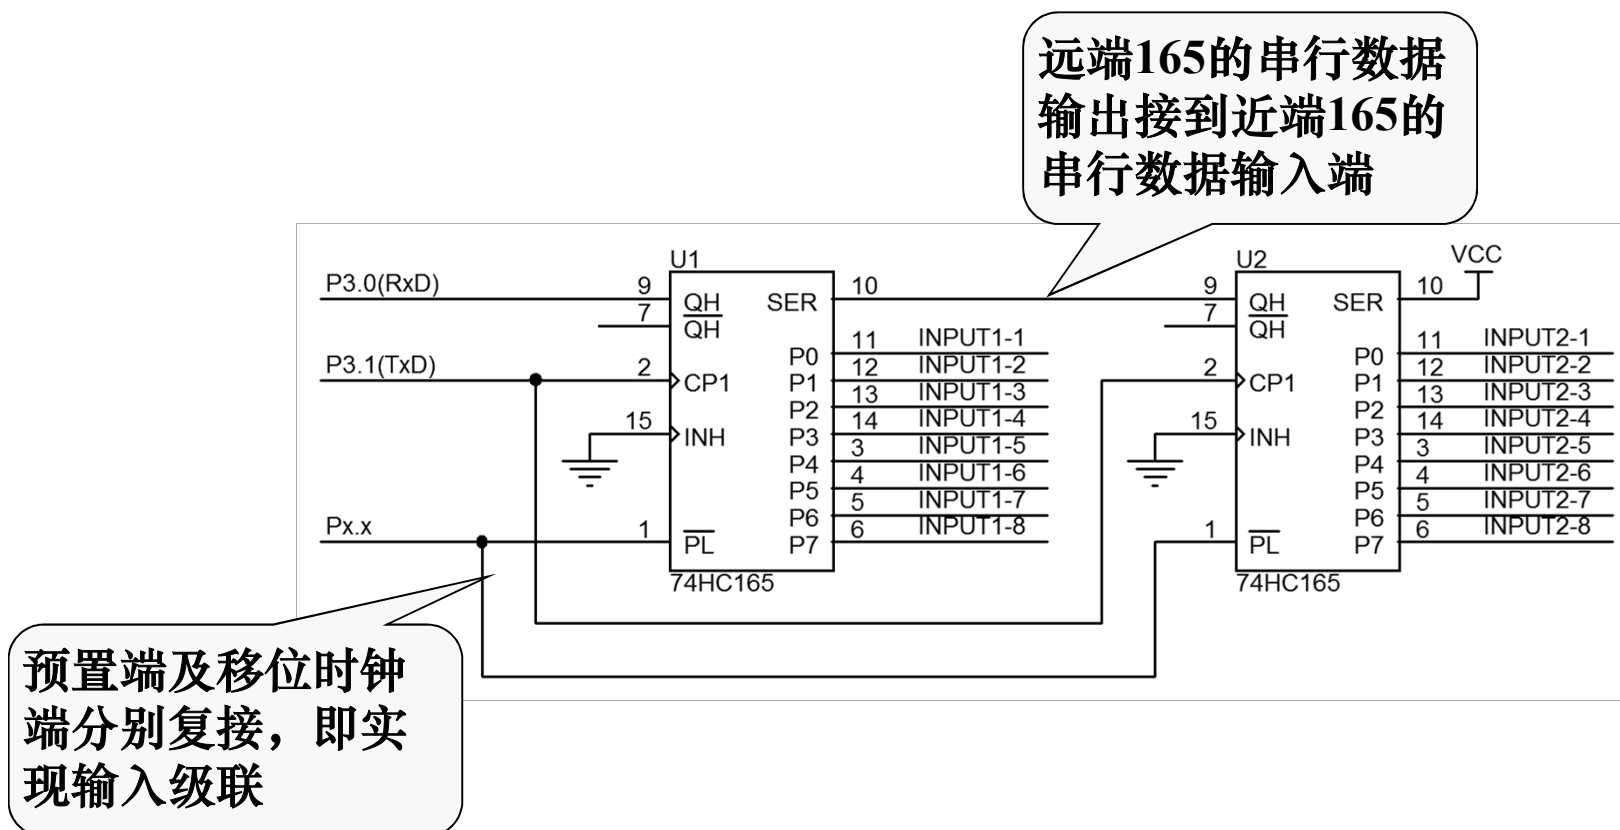 远端165的串行数据
输出接到近端165的
串行数据输入端
U1
U2
VCC
P3.0(RxD)
9
QH
SER
10
9
QH
SER
10
7
QH
7
QH
P0
11
INPUT1-1
P0
11
INPUT2-1
P3.1(TxD)
2
CP1
P1
12
INPUT1-2
2
CP1
P1
12
INPUT2-2
P2
13
INPUT1-3
P2
13
INPUT2-3
15
INH
P3
14
INPUT1-4
15
INH
P3
14
INPUT2-4
P4
3
INPUT1-5
P4
3
INPUT2-5
P5
4
INPUT1-6
P5
4
INPUT2-6
P6
5
INPUT1-7
P6
5
INPUT2-7
Px.x
1
PL
P7
6
INPUT1-8
1
PL
P7
6
INPUT2-8
74HC165
74HC165
预置端及移位时钟
端分别复接，即实
现输入级联